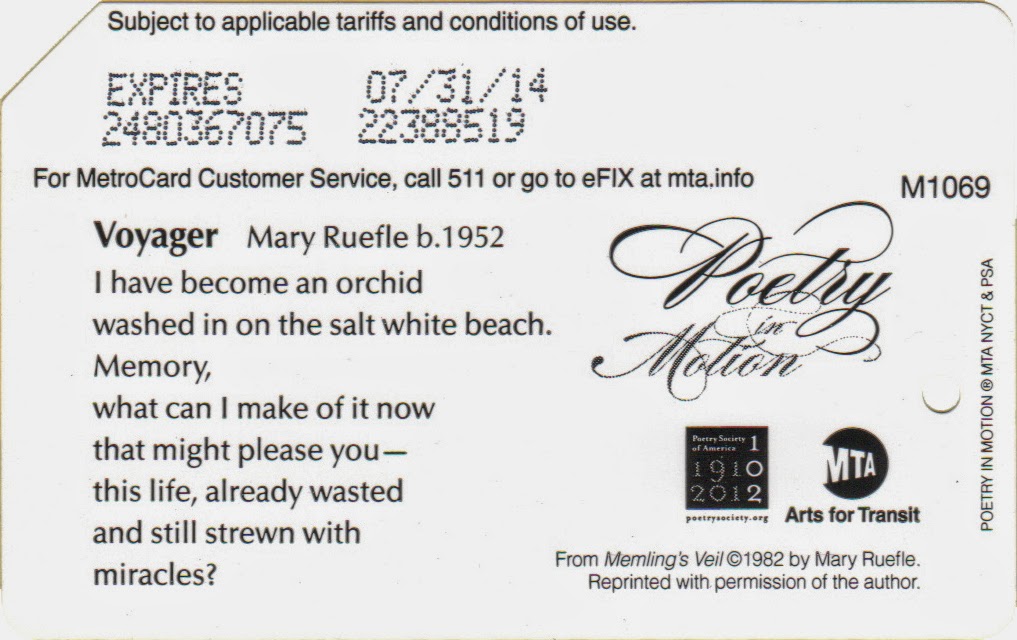 Subject to applicable tariffs and conditions of use.
EXPIRES 07/31/14
2480367075 22388519
For MetroCard Customer Service, call 511 or go to eFIX at mta.info
M1069
Voyager Mary Ruefle b.1952
I have become an orchid
washed in on the salt white beach.
Memory,
what can I make of it now
that might please you—
this life, already wasted
and still strewn with
miracles?
Poetry
in
Motion
Poetry Society
of America 1
1910
2012
poetrysociety.org
MTA
Arts for Transit
From Memling's Veil ©1982 by Mary Ruefle.
Reprinted with permission of the author.
POETRY IN MOTION ® MTA NYCT & PSA